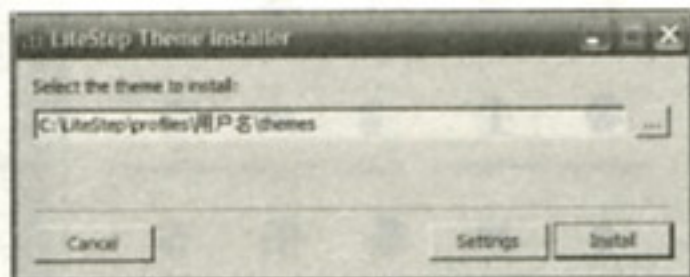 LiteStep Theme Installer
Select the theme to install:
C:\LiteStep\profiles\用户名\themes
...
Cancel
Settings
Install